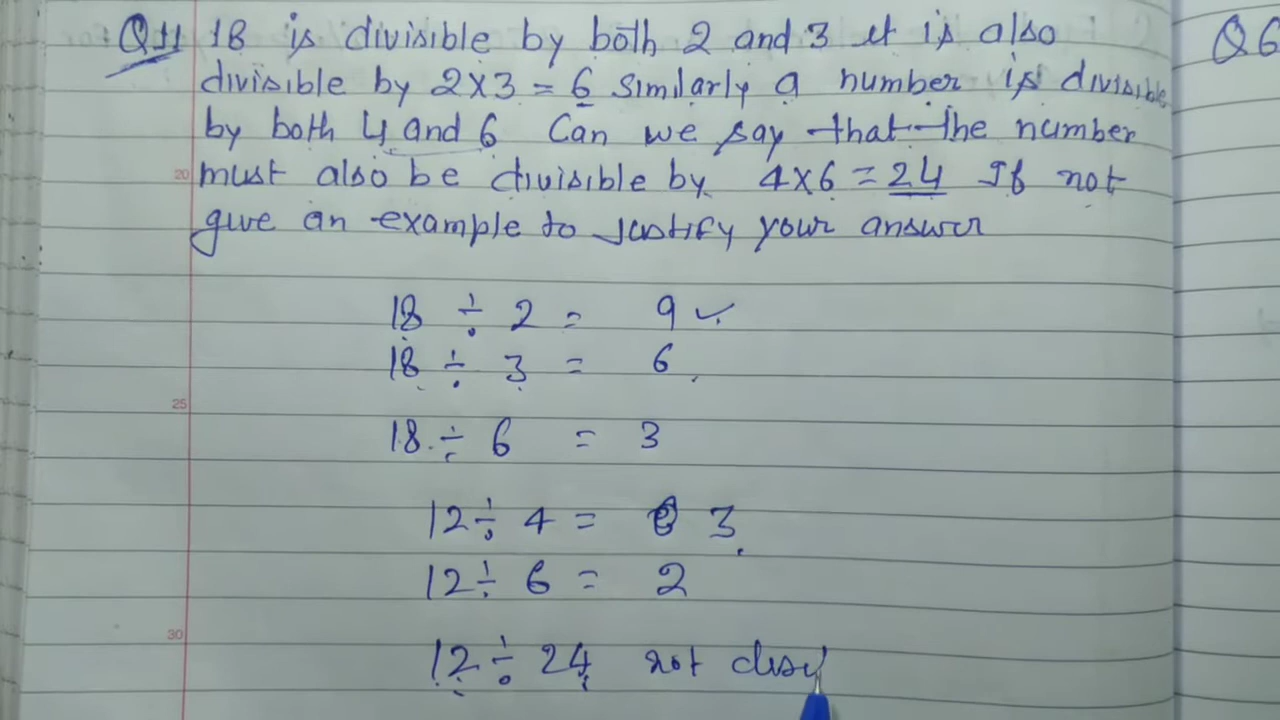 Q11 18 is divisible by both 2 and 3 it is also
divisible by 2×3 = 6 Similarly a number is divisible
by both 4 and 6 Can we say that the number
must also be divisible by 4×6 = 24 If not
give an example to justify your answer
18 ÷ 2 = 9 ✓
18 ÷ 3 = 6
18 ÷ 6 = 3
12 ÷ 4 = 3
12 ÷ 6 = 2
12 ÷ 24 not
Q6
20
25
30